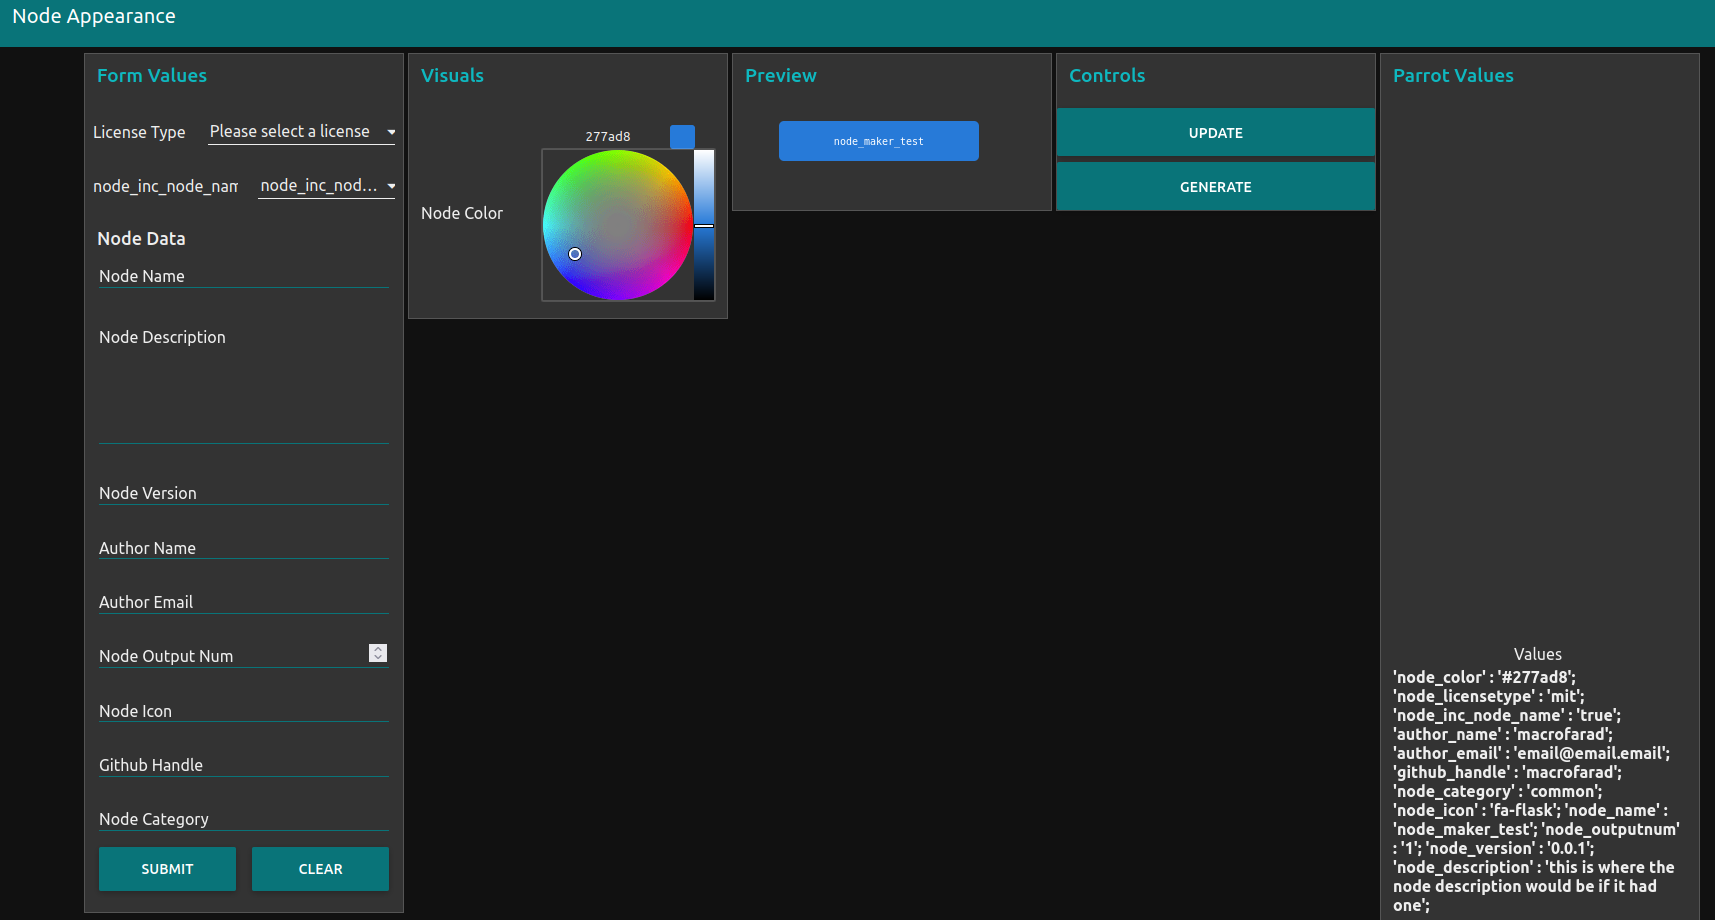 Node Appearance
Form Values
License Type
Please select a license
node_inc_node_nam
node_inc_nod...
Node Data
Node Name
Node Description
Node Version
Author Name
Author Email
Node Output Num
Node Icon
Github Handle
Node Category
SUBMIT
CLEAR
Visuals
277ad8
Node Color
Preview
node_maker_test
Controls
UPDATE
GENERATE
Parrot Values
Values
'node_color' : '#277ad8';
'node_licensetype' : 'mit';
'node_inc_node_name' : 'true';
'author_name' : 'macrofarad';
'author_email' : 'email@email.email';
'github_handle' : 'macrofarad';
'node_category' : 'common';
'node_icon' : 'fa-flask'; 'node_name' :
'node_maker_test'; 'node_outputnum'
: '1'; 'node_version' : '0.0.1';
'node_description' : 'this is where the
node description would be if it had
one';